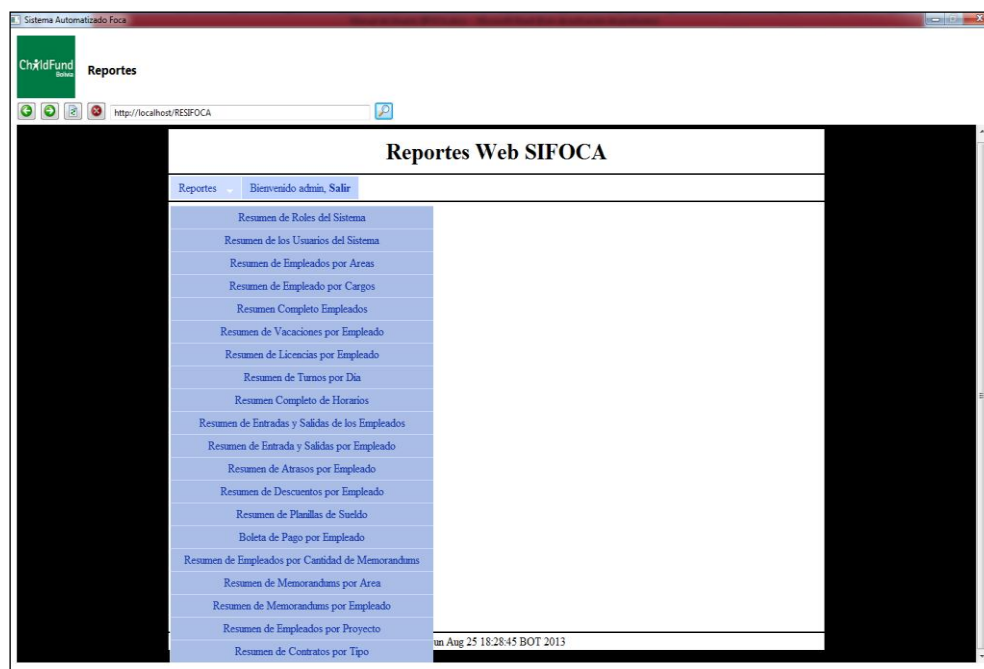 Sistema Automatizado Foca
ChildFund
Bolivia
Reportes
http://localhost/RESIFOCA
Reportes Web SIFOCA
Reportes Bienvenido admin, Salir
Resumen de Roles del Sistema
Resumen de los Usuarios del Sistema
Resumen de Empleados por Areas
Resumen de Empleado por Cargos
Resumen Completo Empleados
Resumen de Vacaciones por Empleado
Resumen de Licencias por Empleado
Resumen de Turnos por Dia
Resumen Completo de Horarios
Resumen de Entradas y Salidas de los Empleados
Resumen de Entrada y Salidas por Empleado
Resumen de Atrasos por Empleado
Resumen de Descuentos por Empleado
Resumen de Planillas de Sueldo
Boleta de Pago por Empleado
Resumen de Empleados por Cantidad de Memorandums
Resumen de Memorandums por Area
Resumen de Memorandums por Empleado
Resumen de Empleados por Proyecto
un Aug 25 18:28:45 BOT 2013
Resumen de Contratos por Tipo